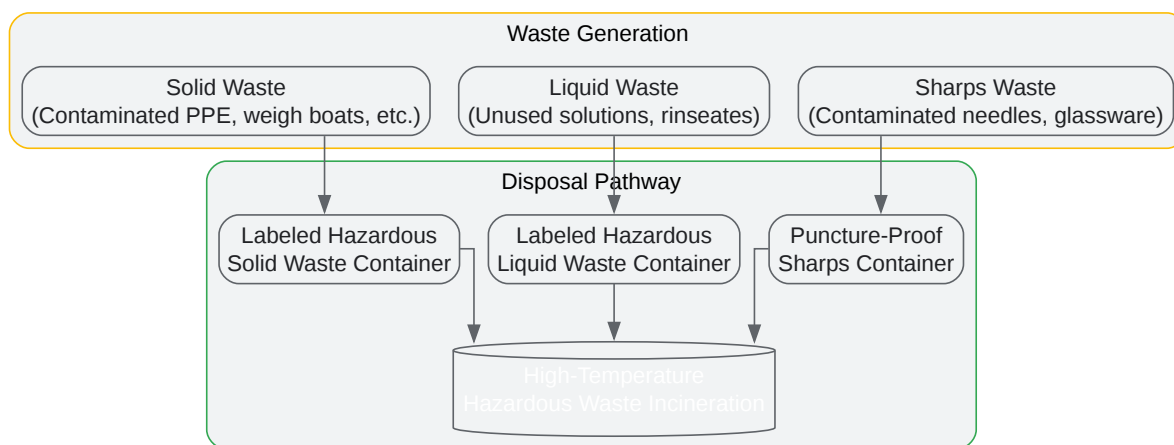 Waste Generation
Solid Waste
(Contaminated PPE, weigh boats, etc.)
Liquid Waste
(Unused solutions, rinseates)
Sharps Waste
(Contaminated needles, glassware)
Disposal Pathway
Labeled Hazardous
Solid Waste Container
Labeled Hazardous
Liquid Waste Container
Puncture-Proof
Sharps Container
High-Temperature
Hazardous Waste Incineration